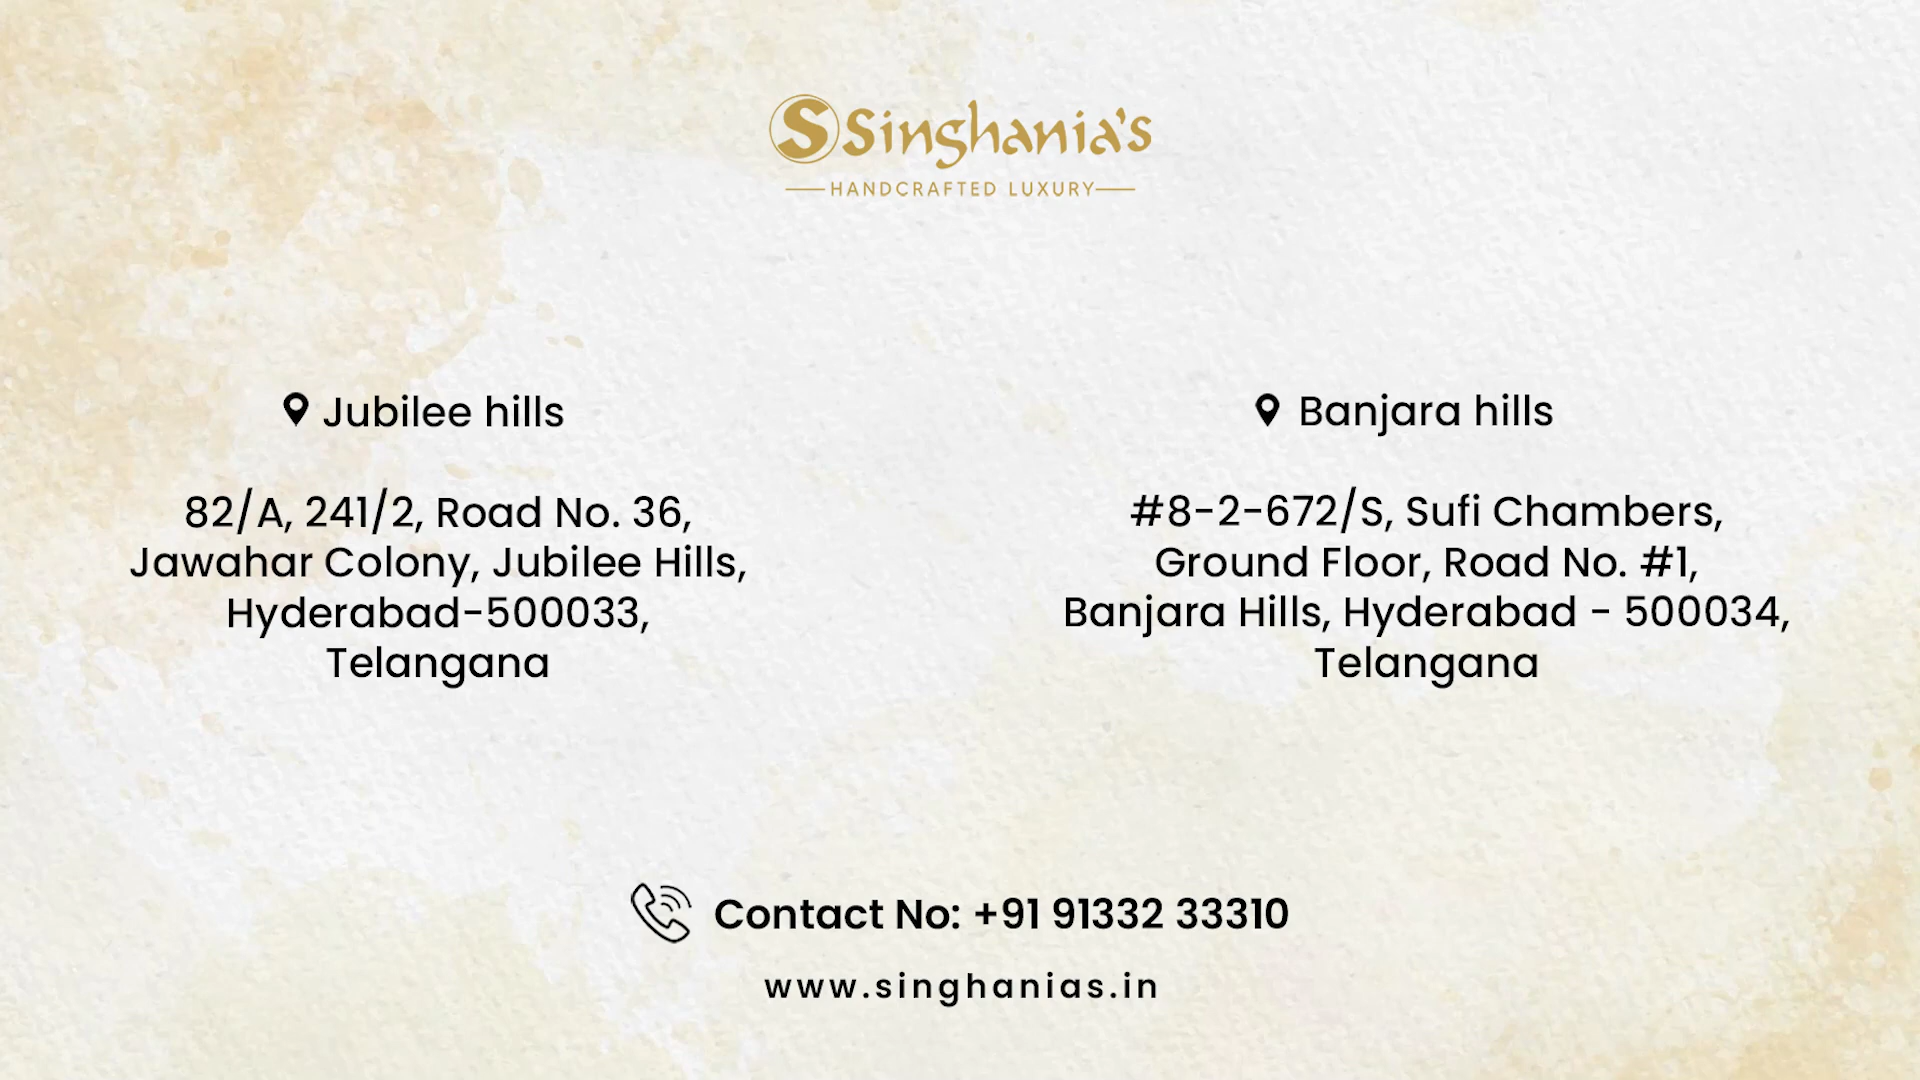 S Singhania's
HANDCRAFTED LUXURY
Jubilee hills
82/A, 241/2, Road No. 36,
Jawahar Colony, Jubilee Hills,
Hyderabad-500033,
Telangana
Banjara hills
#8-2-672/S, Sufi Chambers,
Ground Floor, Road No. #1,
Banjara Hills, Hyderabad - 500034,
Telangana
Contact No: +91 91332 33310
www.singhanias.in